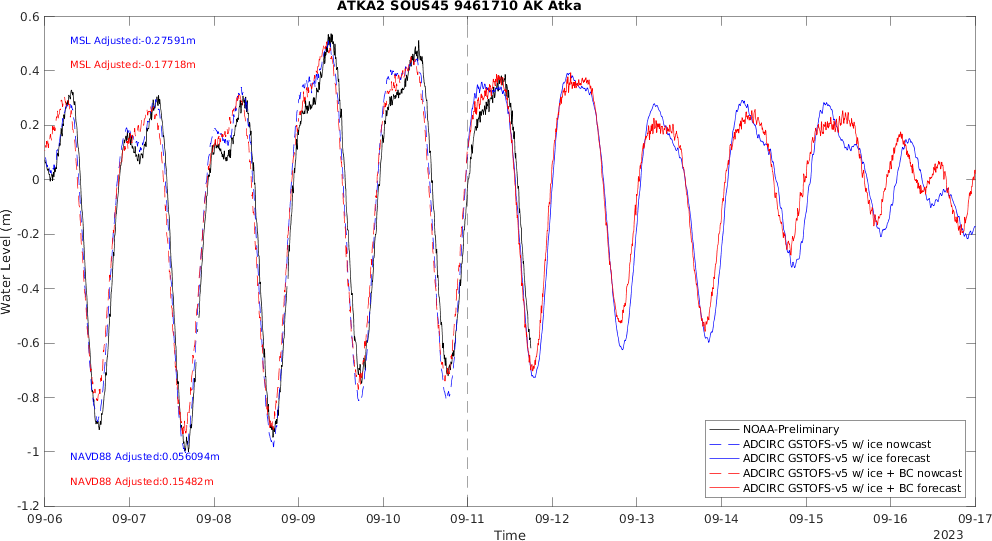 ATKA2 SOUS45 9461710 AK Atka
0.6
0.4
0.2
0
-0.2
-0.4
-0.6
-0.8
-1
-1.2
Water Level (m)
MSL Adjusted:-0.27591m
MSL Adjusted:-0.17718m
NAVD88 Adjusted:0.056094m
NAVD88 Adjusted:0.15482m
NOAA-Preliminary
ADCIRC GSTOFS-v5 w/ ice nowcast
ADCIRC GSTOFS-v5 w/ ice forecast
ADCIRC GSTOFS-v5 w/ ice + BC nowcast
ADCIRC GSTOFS-v5 w/ ice + BC forecast
09-06 09-07 09-08 09-09 09-10 09-11 09-12 09-13 09-14 09-15 09-16 09-17
Time
2023